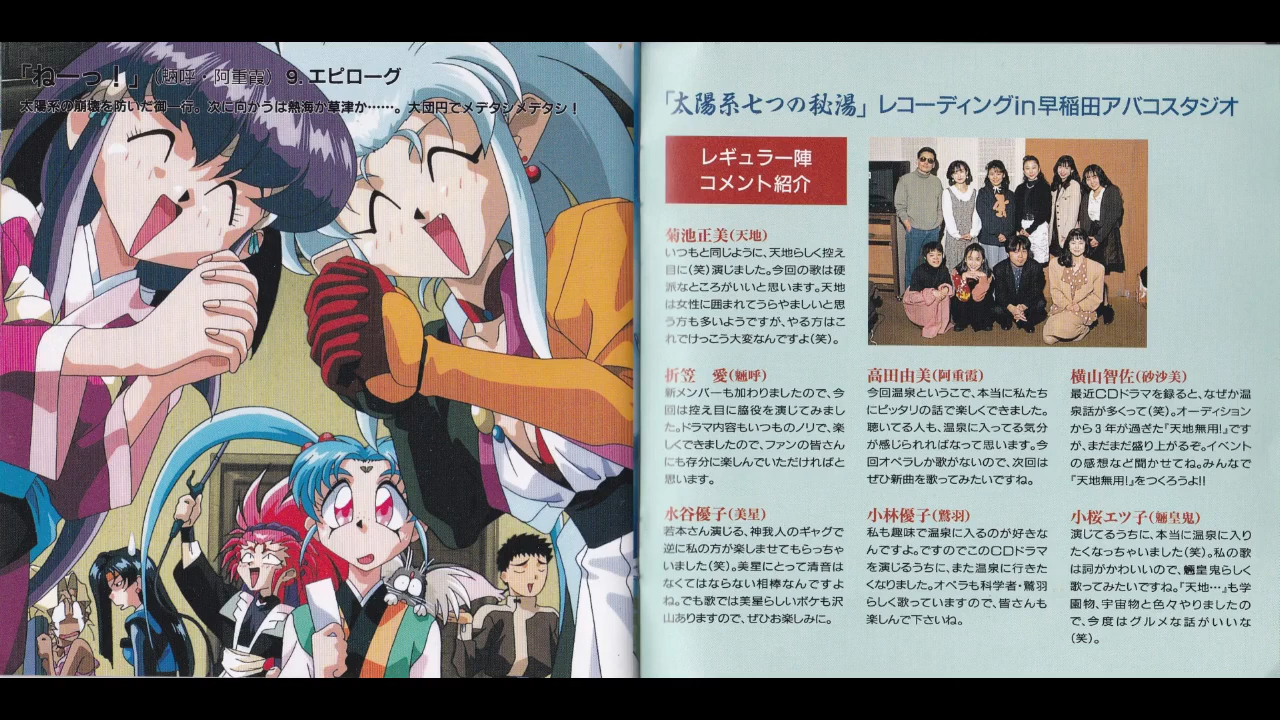 「ねーっ！」(魎呼・阿重霞) 9.エピローグ
太陽系の崩壊を防いだ御一行。次に向かうは熱海か草津か……。大団円でメデタシメデタシ！
「太陽系七つの秘湯」レコーディングin早稲田アバコスタジオ
レギュラー陣
コメント紹介
菊池正美(天地)
いつもと同じように、天地らしく控え
目に(笑)演じました。今回の歌は硬
派なところがいいと思います。天地
は女性に囲まれてうらやましいと思
う方も多いようですが、やる方はこ
れでけっこう大変なんですよ(笑)。
折笠　愛(魎呼)
新メンバーも加わりましたので、今
回は控え目に脇役を演じてみまし
た。ドラマ内容もいつものノリで、楽
しくできましたので、ファンの皆さん
にも存分に楽しんでいただければと
思います。
高田由美(阿重霞)
今回温泉というこで、本当に私たち
にピッタリの話で楽しくできました。
聴いてる人も、温泉に入ってる気分
が感じられればなって思います。今
回オペラしか歌がないので、次回は
ぜひ新曲を歌ってみたいですね。
横山智佐(砂沙美)
最近CDドラマを録ると、なぜか温
泉話が多くって(笑)。オーディション
から3年が過ぎた「天地無用!」です
が、まだまだ盛り上がるぞ。イベント
の感想など聞かせてね。みんなで
「天地無用!」をつくろうよ!!
水谷優子(美星)
若本さん演じる、神我人のギャグで
逆に私の方が楽しませてもらっちゃ
いました(笑)。美星にとって清音は
なくてはならない相棒なんですよ
ね。でも歌では美星らしいボケも沢
山ありますので、ぜひお楽しみに。
小林優子(鷲羽)
私も趣味で温泉に入るのが好きな
んですよ。ですのでこのCDドラマ
を演じるうちに、また温泉に行きた
くなりました。オペラも科学者・鷲羽
らしく歌っていますので、皆さんも
楽しんで下さいね。
小桜エツ子(魎皇鬼)
演じてるうちに、本当に温泉に入り
たくなっちゃいました(笑)。私の歌
は詞がかわいいので、魎皇鬼らしく
歌ってみたいですね。「天地…」も学
園物、宇宙物と色々やりましたの
で、今度はグルメな話がいいな
(笑)。